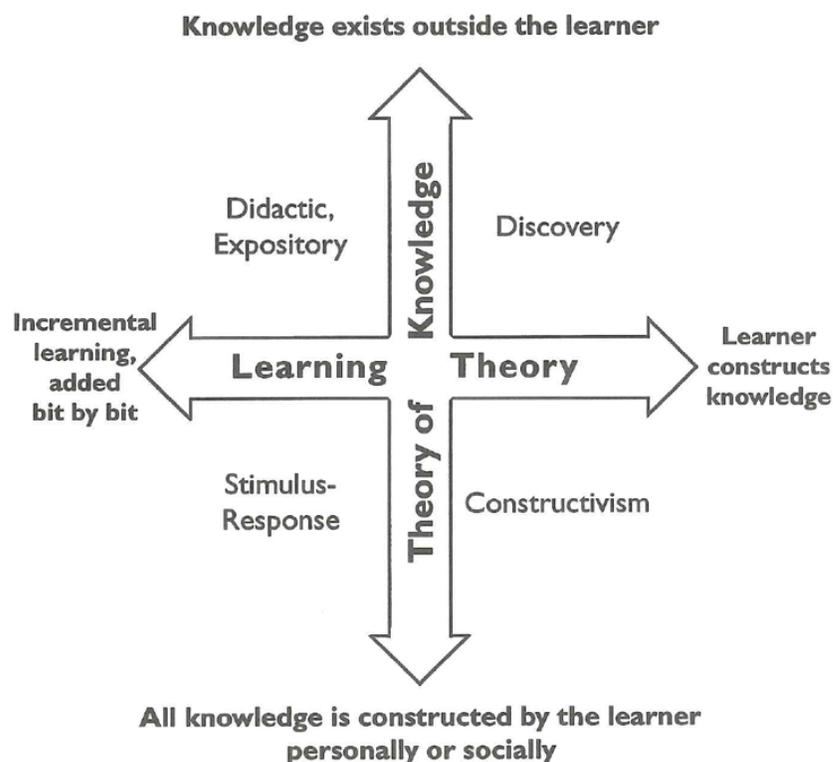 Knowledge exists outside the learner
Didactic,
Expository
Discovery
Theory of Knowledge
Incremental
learning,
added
bit by bit
Learning Theory
Learner
constructs
knowledge
Stimulus-
Response
Constructivism
All knowledge is constructed by the learner
personally or socially